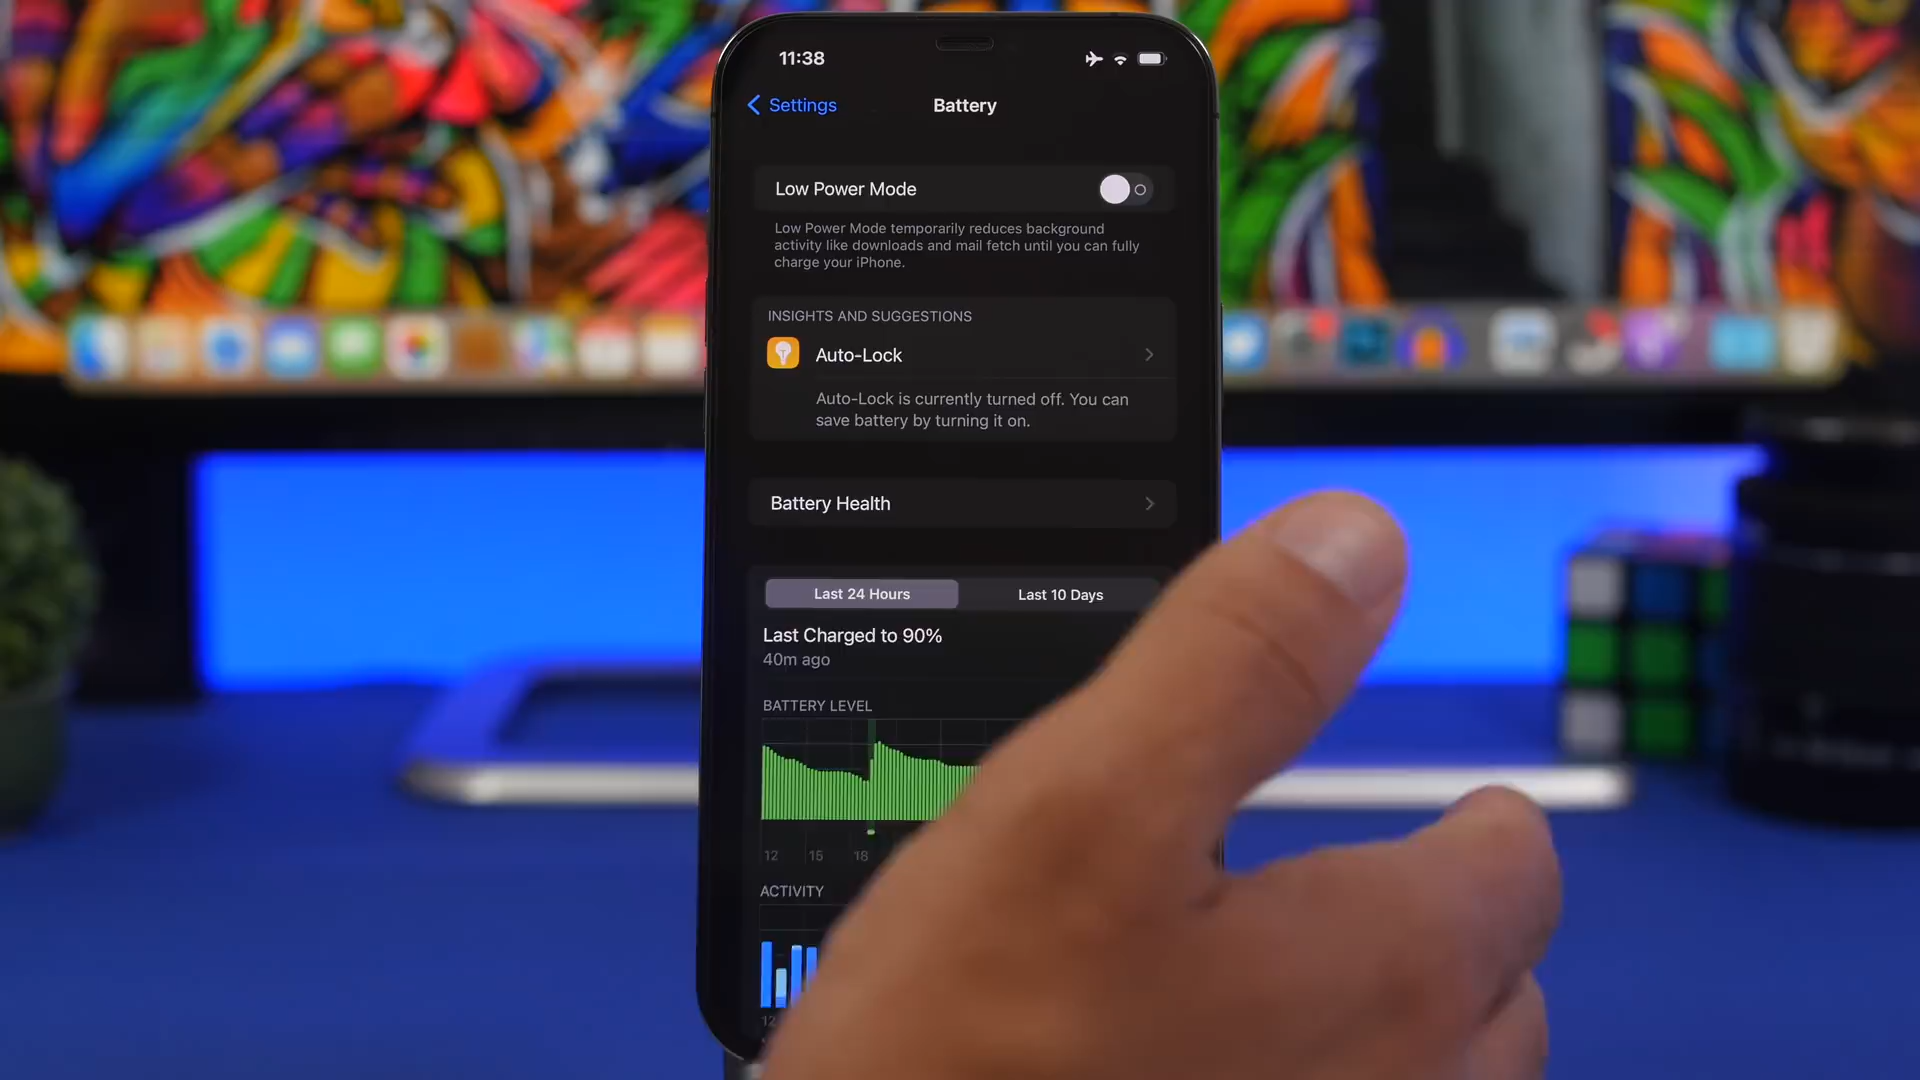 11:38
Settings
Battery
Low Power Mode
Low Power Mode temporarily reduces background
activity like downloads and mail fetch until you can fully
charge your iPhone.
INSIGHTS AND SUGGESTIONS
Auto-Lock
Auto-Lock is currently turned off. You can
save battery by turning it on.
Battery Health
Last 24 Hours
Last 10 Days
Last Charged to 90%
40m ago
BATTERY LEVEL
12 15 18
ACTIVITY
12